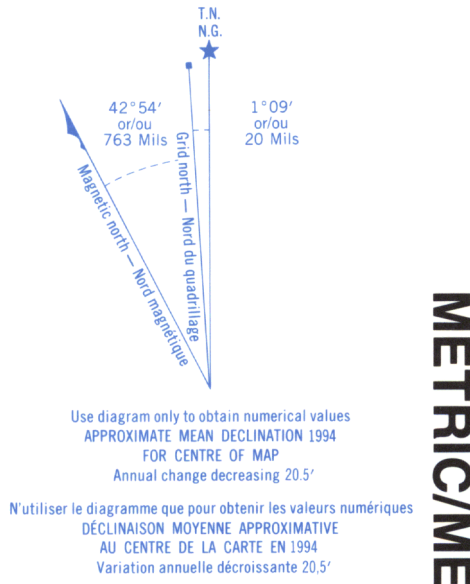 T.N.
N.G.
42°54′
or/ou
763 Mils
1°09′
or/ou
20 Mils
Magnetic north — Nord magnétique
Grid north — Nord du quadrillage
Use diagram only to obtain numerical values
APPROXIMATE MEAN DECLINATION 1994
FOR CENTRE OF MAP
Annual change decreasing 20.5′
N'utiliser le diagramme que pour obtenir les valeurs numériques
DÉCLINAISON MOYENNE APPROXIMATIVE
AU CENTRE DE LA CARTE EN 1994
Variation annuelle décroissante 20,5′
METRIC/ME